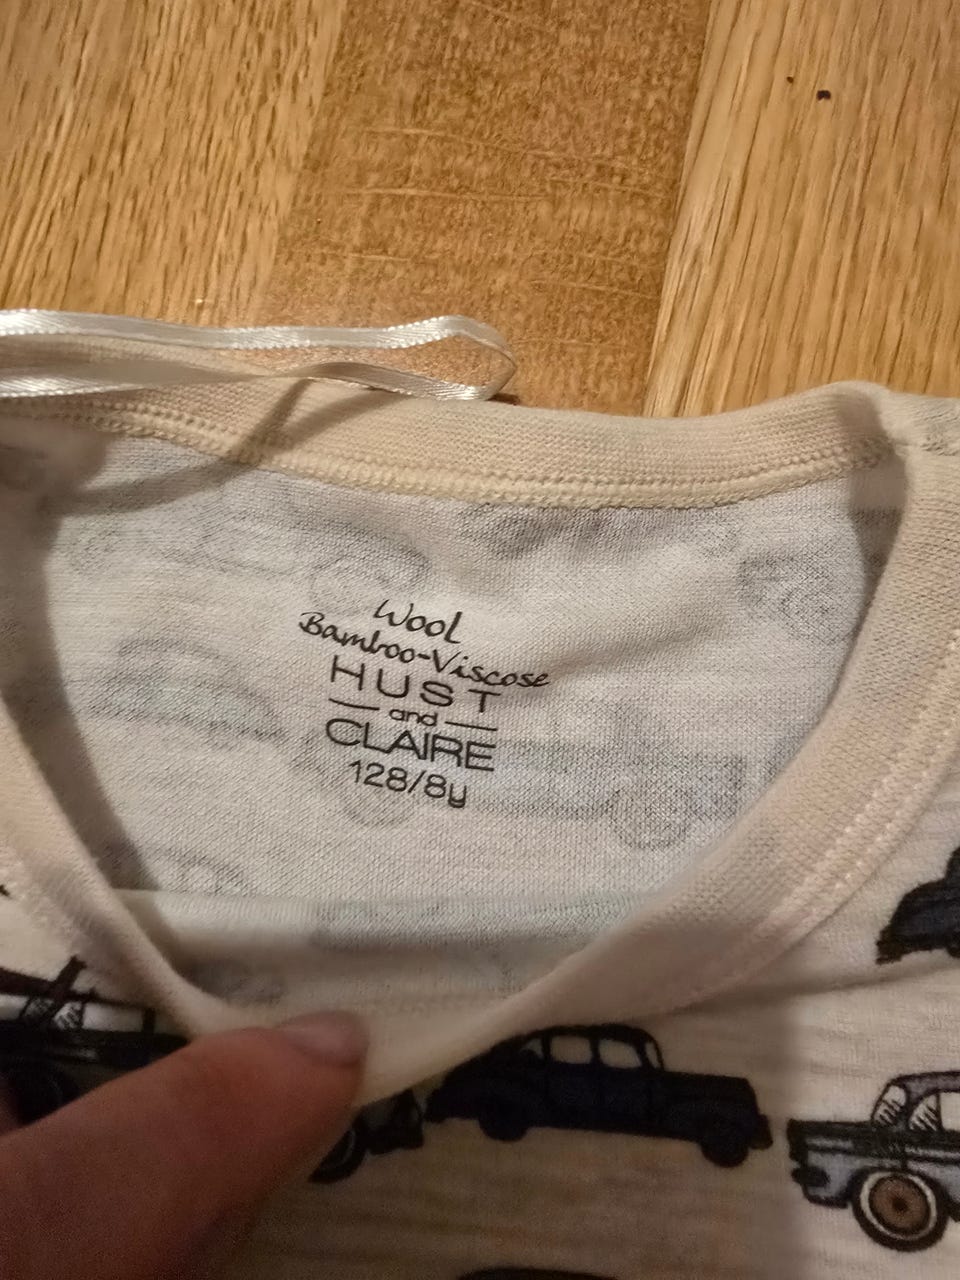 Wool
Bamboo-Viscose
HUST
and
CLAIRE
128/8y